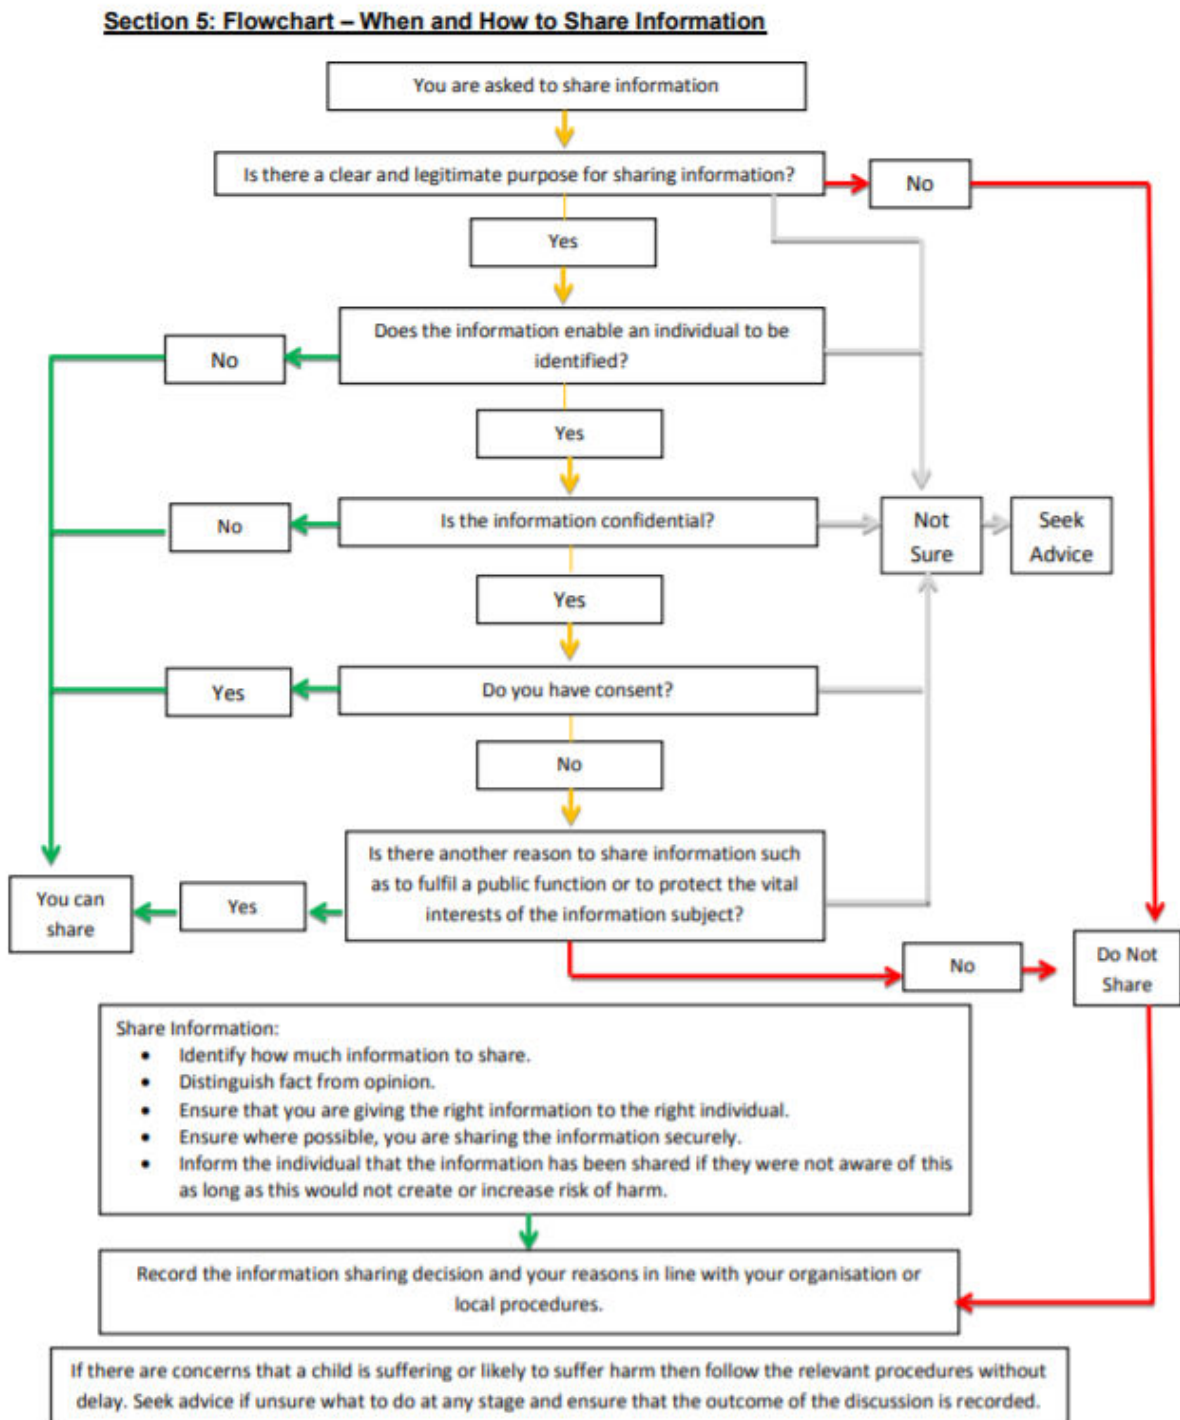 Section 5: Flowchart – When and How to Share Information
You are asked to share information
Is there a clear and legitimate purpose for sharing information?
No
Yes
Does the information enable an individual to be
identified?
No
Yes
Is the information confidential?
No
Not
Sure
Seek
Advice
Yes
Do you have consent?
Yes
No
Is there another reason to share information such
as to fulfil a public function or to protect the vital
interests of the information subject?
Yes
You can
share
No
Do Not
Share
Share Information:
• Identify how much information to share.
• Distinguish fact from opinion.
• Ensure that you are giving the right information to the right individual.
• Ensure where possible, you are sharing the information securely.
• Inform the individual that the information has been shared if they were not aware of this
as long as this would not create or increase risk of harm.
Record the information sharing decision and your reasons in line with your organisation or
local procedures.
If there are concerns that a child is suffering or likely to suffer harm then follow the relevant procedures without
delay. Seek advice if unsure what to do at any stage and ensure that the outcome of the discussion is recorded.